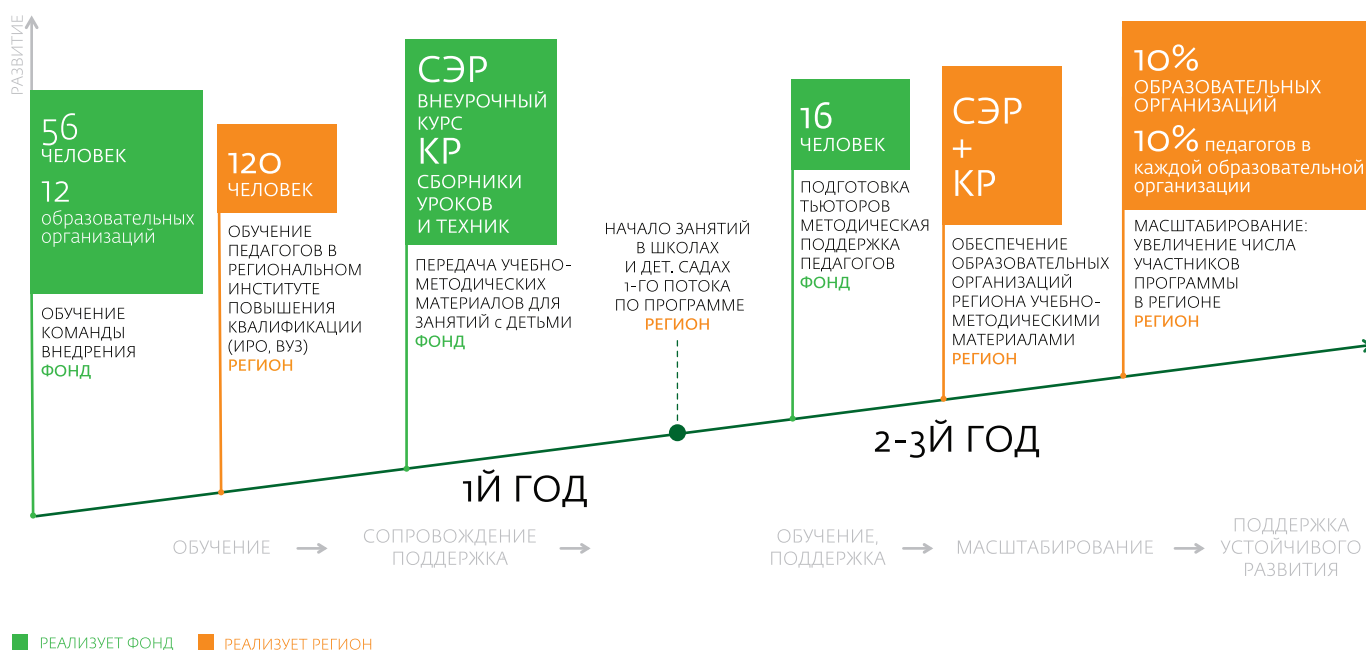 РАЗВИТИЕ
56
ЧЕЛОВЕК
12
образовательных
организаций
ОБУЧЕНИЕ
КОМАНДЫ
ВНЕДРЕНИЯ
ФОНД
120
ЧЕЛОВЕК
ОБУЧЕНИЕ
ПЕДАГОГОВ В
РЕГИОНАЛЬНОМ
ИНСТИТУТЕ
ПОВЫШЕНИЯ
КВАЛИФИКАЦИИ
(ИРО, ВУЗ)
РЕГИОН
СЭР
ВНЕУРОЧНЫЙ
КУРС
КР
СБОРНИКИ
УРОКОВ
И ТЕХНИК
ПЕРЕДАЧА УЧЕБНО-
МЕТОДИЧЕСКИХ
МАТЕРИАЛОВ ДЛЯ
ЗАНЯТИЙ с ДЕТЬМИ
ФОНД
НАЧАЛО ЗАНЯТИЙ
В ШКОЛАХ
И ДЕТ. САДАХ
1-ГО ПОТОКА
ПО ПРОГРАММЕ
РЕГИОН
16
ЧЕЛОВЕК
ПОДГОТОВКА
ТЬЮТОРОВ
МЕТОДИЧЕСКАЯ
ПОДДЕРЖКА
ПЕДАГОГОВ
ФОНД
СЭР
+
КР
ОБЕСПЕЧЕНИЕ
ОБРАЗОВАТЕЛЬНЫХ
ОРГАНИЗАЦИЙ
РЕГИОНА УЧЕБНО-
МЕТОДИЧЕСКИМИ
МАТЕРИАЛАМИ
РЕГИОН
10%
ОБРАЗОВАТЕЛЬНЫХ
ОРГАНИЗАЦИЙ
10% педагогов в
каждой образовательной
организации
МАСШТАБИРОВАНИЕ:
УВЕЛИЧЕНИЕ ЧИСЛА
УЧАСТНИКОВ
ПРОГРАММЫ
В РЕГИОНЕ
РЕГИОН
1Й ГОД
2-3Й ГОД
ОБУЧЕНИЕ
СОПРОВОЖДЕНИЕ
ПОДДЕРЖКА
ОБУЧЕНИЕ,
ПОДДЕРЖКА
МАСШТАБИРОВАНИЕ
ПОДДЕРЖКА
УСТОЙЧИВОГО
РАЗВИТИЯ
РЕАЛИЗУЕТ ФОНД
РЕАЛИЗУЕТ РЕГИОН